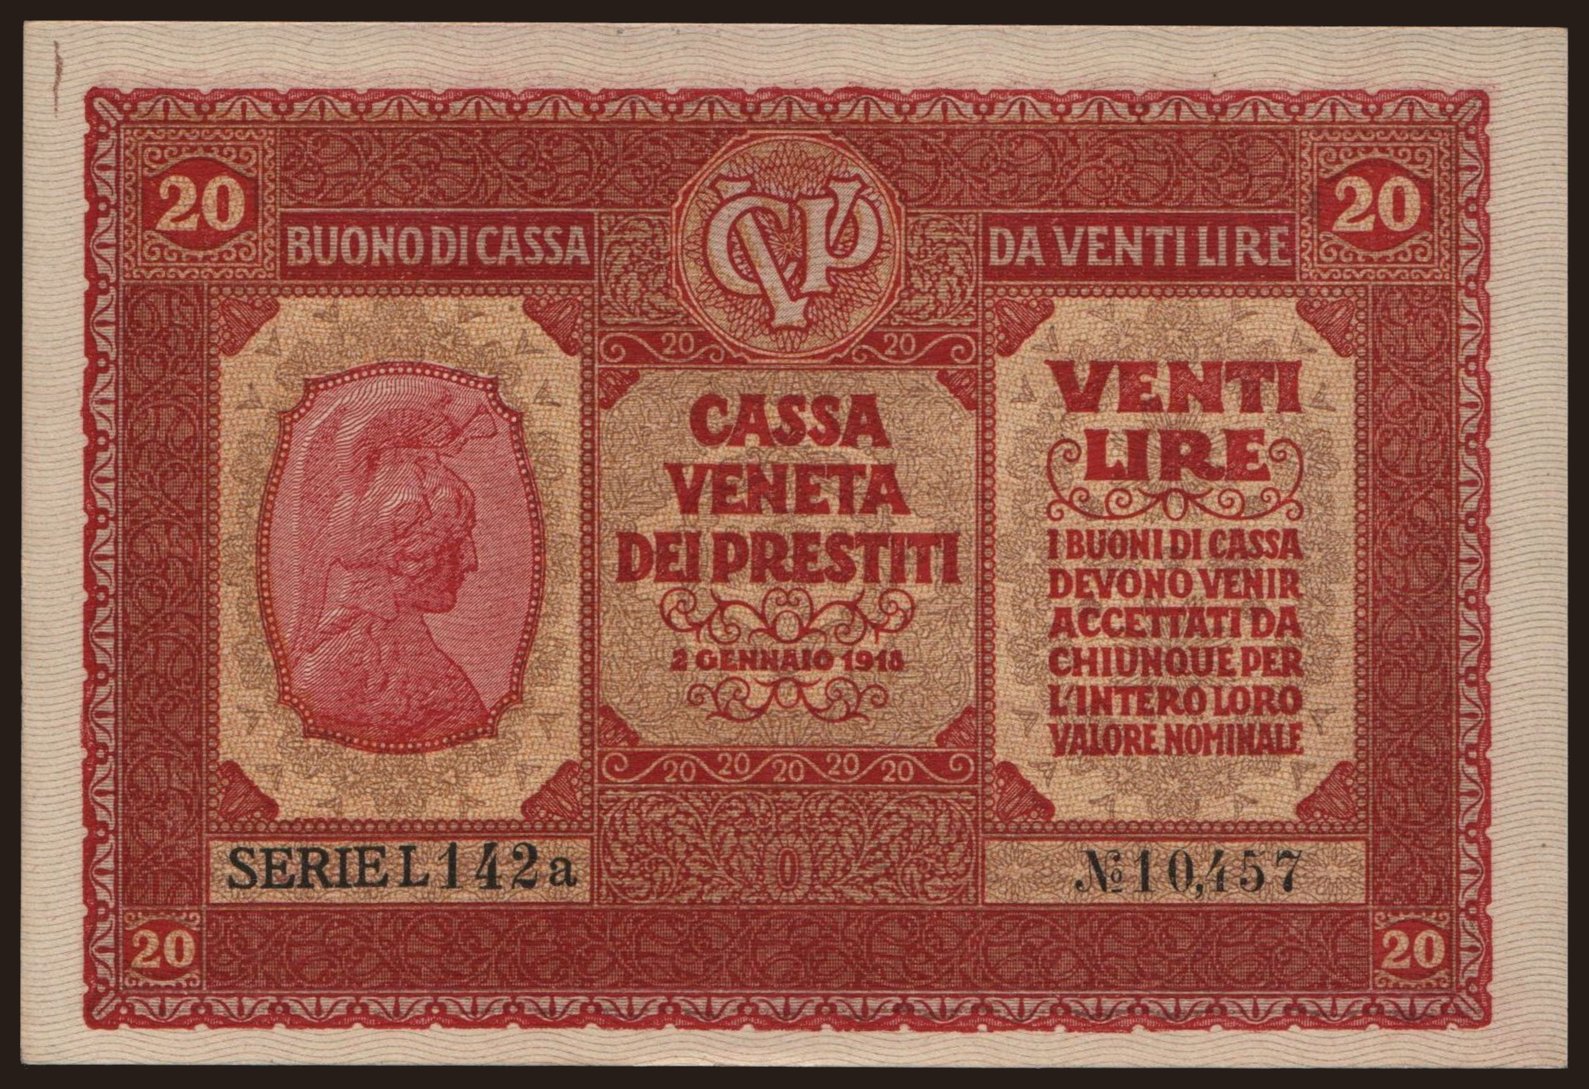 20
20
BUONO DI CASSA
CVP
DA VENTI LIRE
20
20
CASSA
VENETA
DEI PRESTITI
2 GENNAIO 1918
20 20 20 20 20
VENTI
LIRE
I BUONI DI CASSA
DEVONO VENIR
ACCETTATI DA
CHIUNQUE PER
L'INTERO LORO
VALORE NOMINALE
SERIE L 142a
№ 10,457
20
20